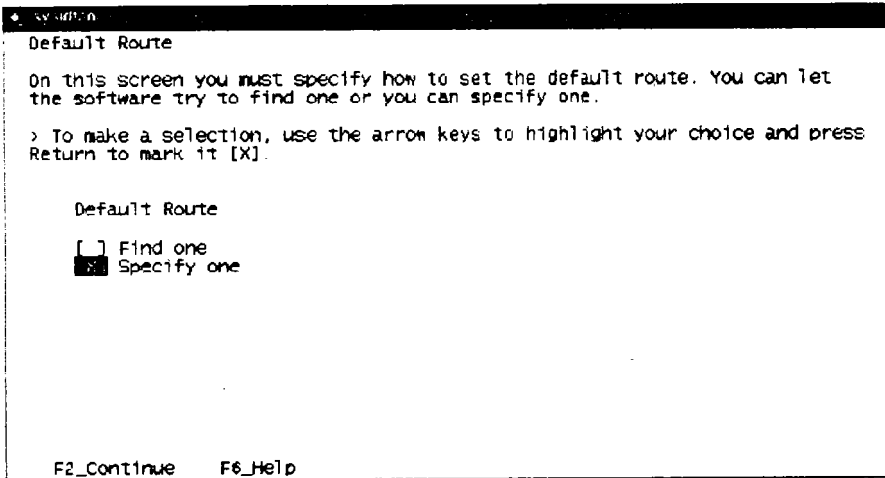 Default Route
On this screen you must specify how to set the default route. You can let
the software try to find one or you can specify one.
> To make a selection, use the arrow keys to highlight your choice and press
Return to mark it [X].
Default Route
[ ] Find one
[X] Specify one
F2_Continue F6_Help